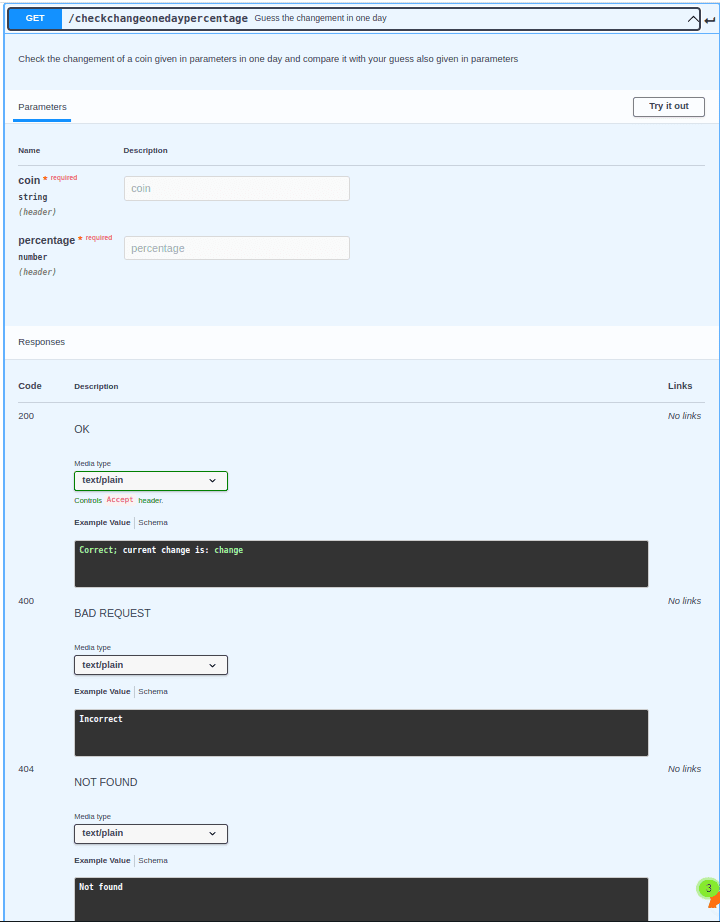 GET /checkchangeonedaypercentage Guess the changement in one day
Check the changement of a coin given in parameters in one day and compare it with your guess also given in parameters
Parameters Try it out
Name Description
coin * required
string
(header)
coin
percentage * required
number
(header)
percentage
Responses
Code Description Links
200 No links
OK
Media type
text/plain
Controls Accept header.
Example Value Schema
Correct; current change is: change
400 No links
BAD REQUEST
Media type
text/plain
Example Value Schema
Incorrect
404 No links
NOT FOUND
Media type
text/plain
Example Value Schema
Not found
3